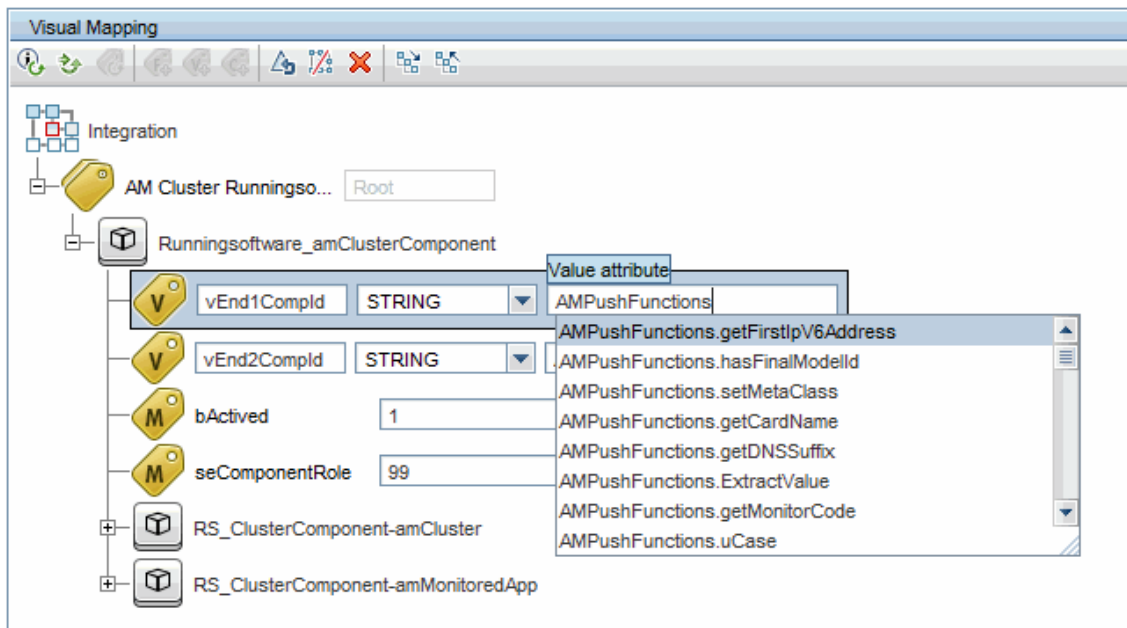 Visual Mapping
Integration
AM Cluster Runningso... Root
Runningsoftware_amClusterComponent
Value attribute
V vEnd1CompId STRING AMPushFunctions
AMPushFunctions.getFirstIpV6Address
V vEnd2CompId STRING
AMPushFunctions.hasFinalModelId
AMPushFunctions.setMetaClass
M bActived 1
AMPushFunctions.getCardName
AMPushFunctions.getDNSSuffix
M seComponentRole 99
AMPushFunctions.ExtractValue
AMPushFunctions.getMonitorCode
RS_ClusterComponent-amCluster
AMPushFunctions.uCase
RS_ClusterComponent-amMonitoredApp